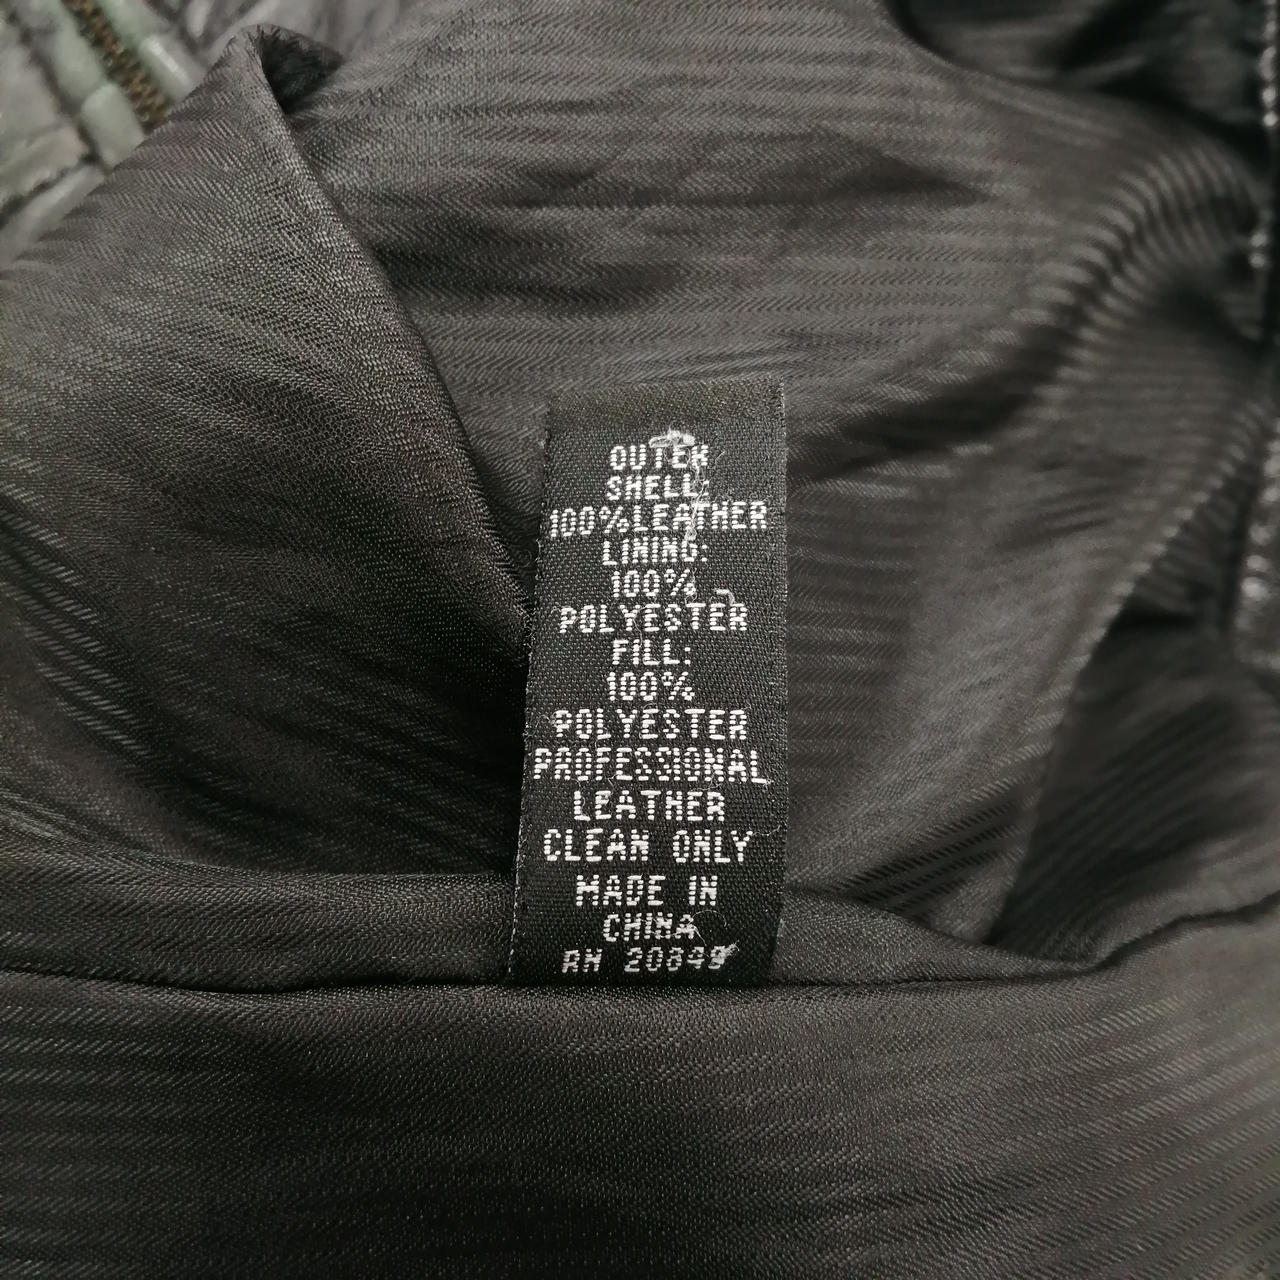 OUTER
SHELL:
100%LEATHER
LINING:
100%
POLYESTER
FILL:
100%
POLYESTER
PROFESSIONAL
LEATHER
CLEAN ONLY
MADE IN
CHINA
RN 20849